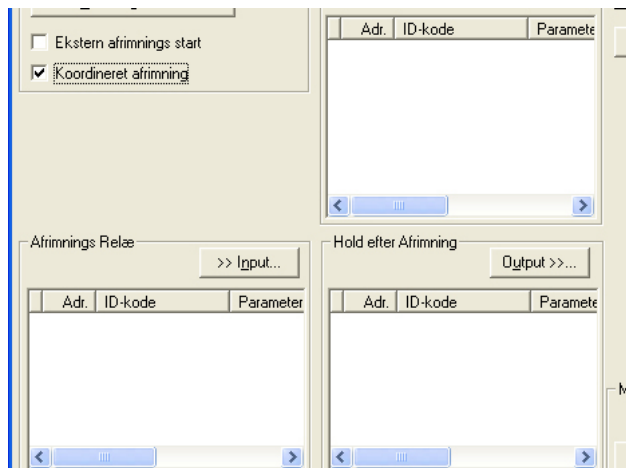 Ekstern afrimnings start
Koordineret afrimning
Adr. ID-kode Paramete
Afrimnings Relæ
>> Input...
Adr. ID-kode Parameter
Hold efter Afrimning
Output >>...
Adr. ID-kode Paramete